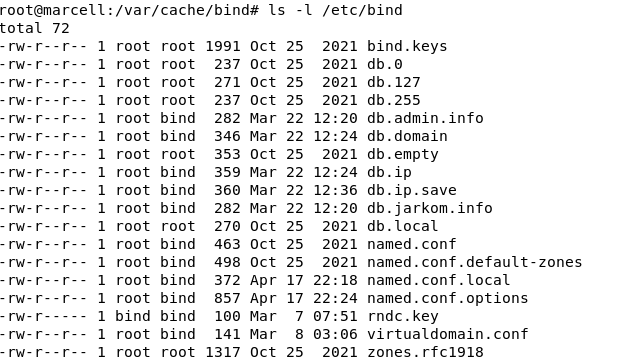 root@marcell:/var/cache/bind# ls -l /etc/bind
total 72
-rw-r--r-- 1 root root 1991 Oct 25  2021 bind.keys
-rw-r--r-- 1 root root  237 Oct 25  2021 db.0
-rw-r--r-- 1 root root  271 Oct 25  2021 db.127
-rw-r--r-- 1 root root  237 Oct 25  2021 db.255
-rw-r--r-- 1 root bind  282 Mar 22 12:20 db.admin.info
-rw-r--r-- 1 root bind  346 Mar 22 12:24 db.domain
-rw-r--r-- 1 root root  353 Oct 25  2021 db.empty
-rw-r--r-- 1 root bind  359 Mar 22 12:24 db.ip
-rw-r--r-- 1 root bind  360 Mar 22 12:36 db.ip.save
-rw-r--r-- 1 root bind  282 Mar 22 12:20 db.jarkom.info
-rw-r--r-- 1 root root  270 Oct 25  2021 db.local
-rw-r--r-- 1 root bind  463 Oct 25  2021 named.conf
-rw-r--r-- 1 root bind  498 Oct 25  2021 named.conf.default-zones
-rw-r--r-- 1 root bind  372 Apr 17 22:18 named.conf.local
-rw-r--r-- 1 root bind  857 Apr 17 22:24 named.conf.options
-rw-r----- 1 bind bind  100 Mar  7 07:51 rndc.key
-rw-r--r-- 1 root bind  141 Mar  8 03:06 virtualdomain.conf
-rw-r--r-- 1 root root 1317 Oct 25  2021 zones.rfc1918